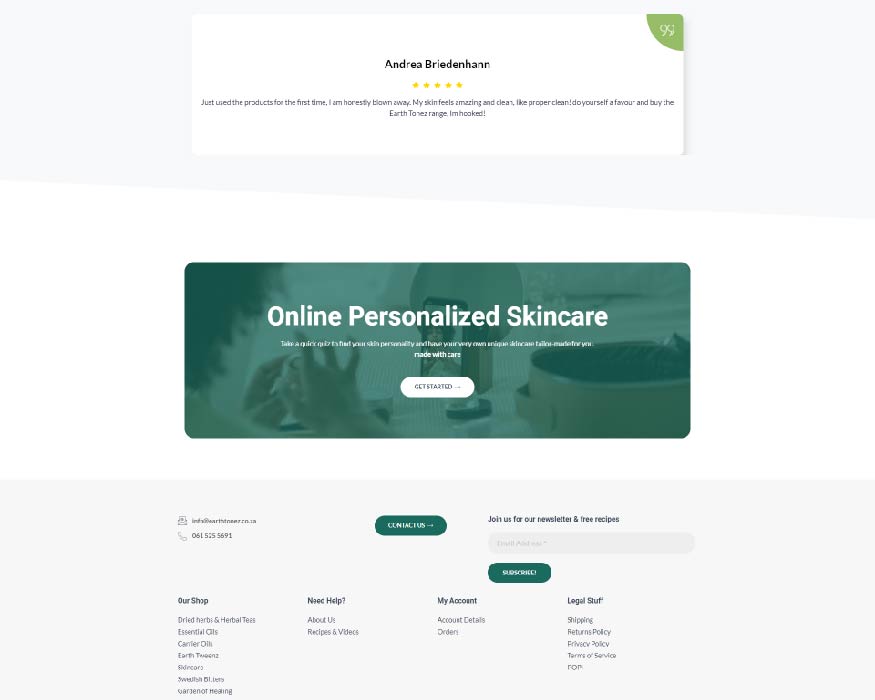 Andrea Briedenhann
Just used the products for the first time, I am honestly blown away. My skin feels amazing and clean, like proper clean! do yourself a favour and buy the
Earth Tonez range, Im hooked!
Online Personalized Skincare
Take a quick quiz to find your skin personality and have your very own unique skincare tailor-made for you,
made with care
GET STARTED →
info@earthtonez.co.za
CONTACT US →
Join us for our newsletter & free recipes
061 525 5691
Email Address *
SUBSCRIBE!
Our Shop
Need Help?
My Account
Legal Stuff
Dried herbs & Herbal Teas
About Us
Account Details
Shipping
Essential Oils
Recipes & Videos
Orders
Returns Policy
Carrier Oils
Privacy Policy
Earth Tweenz
Terms of Service
Skincare
POPI
Swedish Bitters
Garden of Healing